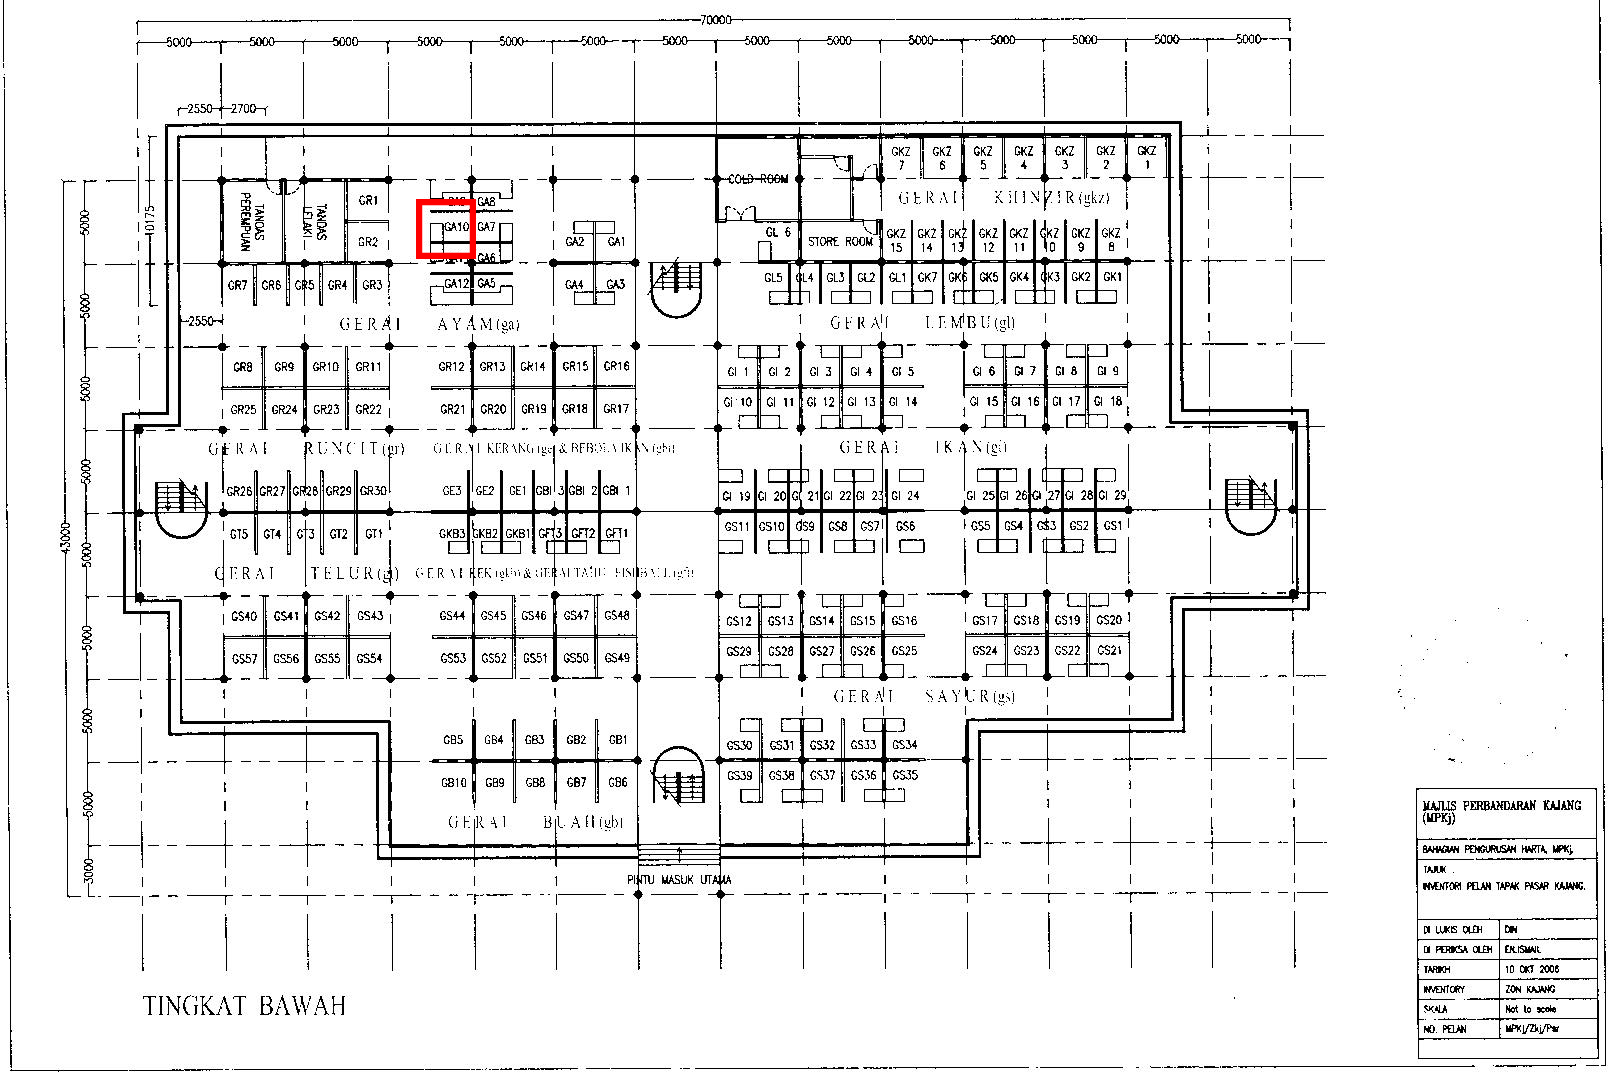 70000
5000 5000 5000 5000 5000 5000 5000 5000 5000 5000 5000 5000 5000 5000
2550 2700
10175
43000
5000 5000 5000 5000 5000 5000 5000 5000 3000
2550
TANDAS PEREMPUAN
TANDAS LELAKI
GR1
GR2
GR7 GR6 GR5 GR4 GR3
GA8
GA10 GA7
GA6
GA12 GA5
GA2 GA1
GA4 GA3
COLD ROOM
STORE ROOM
GL 6
GKZ 7 GKZ 6 GKZ 5 GKZ 4 GKZ 3 GKZ 2 GKZ 1
GERAI KHINZIR(gkz)
GKZ 15 GKZ 14 GKZ 13 GKZ 12 GKZ 11 GKZ 10 GKZ 9 GKZ 8
GL5 GL4 GL3 GL2 GL1 GK7 GK6 GK5 GK4 GK3 GK2 GK1
GERAI AYAM(ga)
GERAI LEMBU(gl)
GR8 GR9 GR10 GR11 GR12 GR13 GR14 GR15 GR16
GI 1 GI 2 GI 3 GI 4 GI 5 GI 6 GI 7 GI 8 GI 9
GR25 GR24 GR23 GR22 GR21 GR20 GR19 GR18 GR17
GI 10 GI 11 GI 12 GI 13 GI 14 GI 15 GI 16 GI 17 GI 18
GERAI RUNCIT(gr)
GERAI KERANG(ge) & BEBOLA IKAN(gbi)
GERAI IKAN(gi)
GR26 GR27 GR28 GR29 GR30 GE3 GE2 GE1 GBI 3 GBI 2 GBI 1
GI 19 GI 20 GI 21 GI 22 GI 23 GI 24 GI 25 GI 26 GI 27 GI 28 GI 29
GT5 GT4 GT3 GT2 GT1 GKB3 GKB2 GKB1 GFT3 GFT2 GFT1
GS11 GS10 GS9 GS8 GS7 GS6 GS5 GS4 GS3 GS2 GS1
GERAI TELUR(gt)
GERAI KEK(gkb) & GERAI TAHU FISHBALL(gft)
GS40 GS41 GS42 GS43 GS44 GS45 GS46 GS47 GS48
GS12 GS13 GS14 GS15 GS16 GS17 GS18 GS19 GS20
GS57 GS56 GS55 GS54 GS53 GS52 GS51 GS50 GS49
GS29 GS28 GS27 GS26 GS25 GS24 GS23 GS22 GS21
GERAI SAYUR(gs)
GB5 GB4 GB3 GB2 GB1
GS30 GS31 GS32 GS33 GS34
GB10 GB9 GB8 GB7 GB6
GS39 GS38 GS37 GS36 GS35
GERAI BUAH(gb)
PINTU MASUK UTAMA
TINGKAT BAWAH
MAJLIS PERBANDARAN KAJANG
(MPKj)
BAHAGIAN PENGURUSAN HARTA, MPKj.
TAJUK
INVENTORI PELAN TAPAK PASAR KAJANG.
DI LUKIS OLEH DIN
DI PERIKSA OLEH EN.ISMAIL
TARIKH 10 OKT 2006
INVENTORY ZON KAJANG
SKALA Not to scale
NO. PELAN MPKj/Zkj/Psr